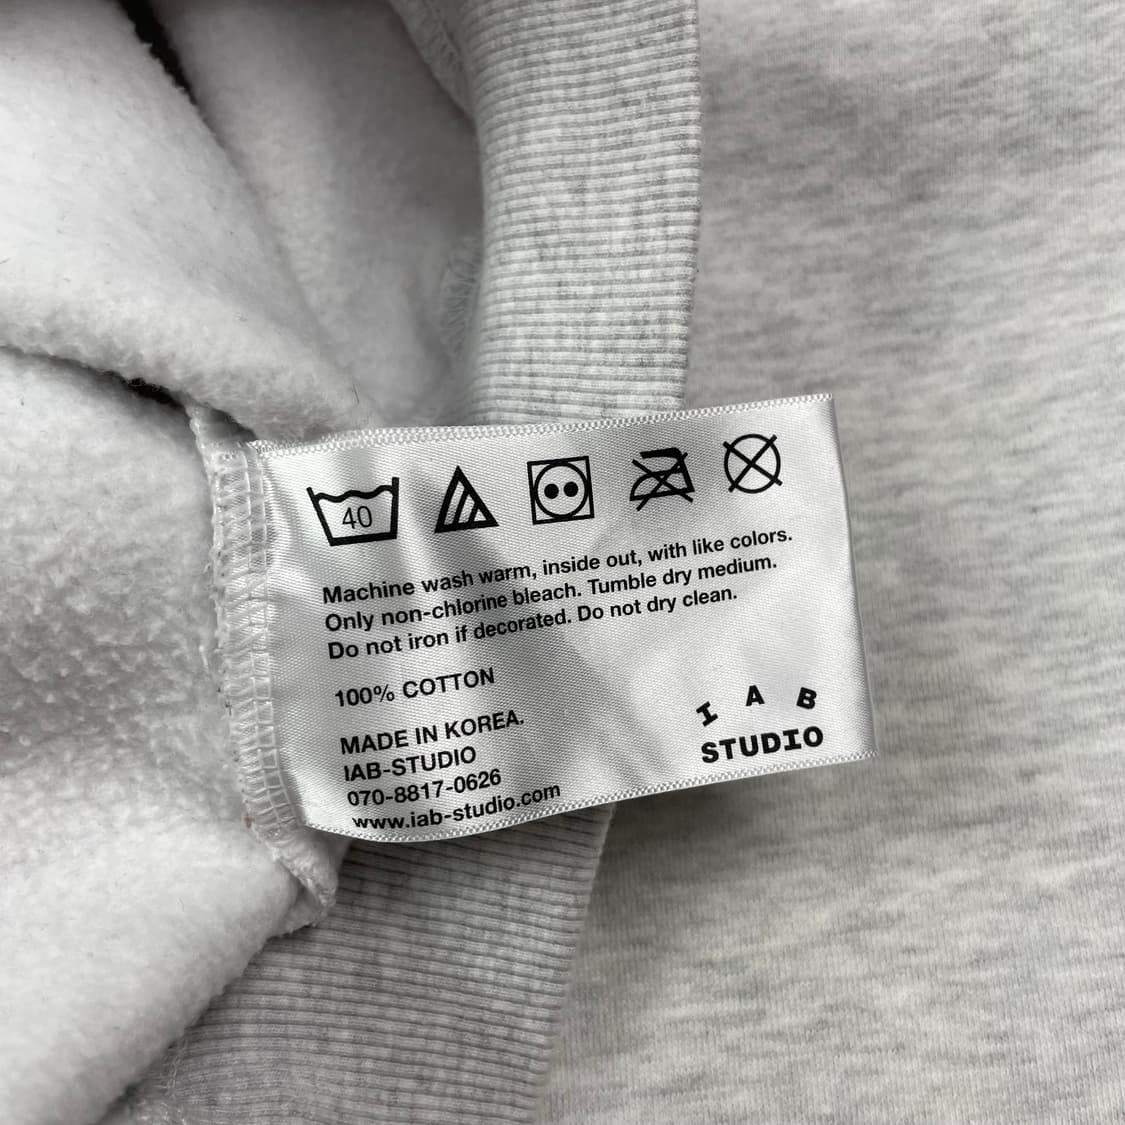 40
Machine wash warm, inside out, with like colors.
Only non-chlorine bleach. Tumble dry medium.
Do not iron if decorated. Do not dry clean.
100% COTTON
MADE IN KOREA.
IAB-STUDIO
070-8817-0626
www.iab-studio.com
I A B
STUDIO